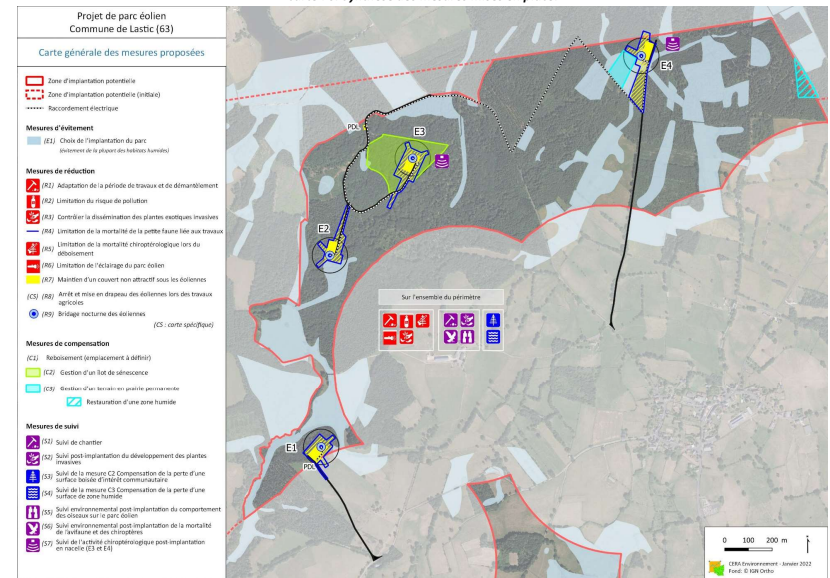 Projet de parc éolien
Commune de Lastic (63)
Carte générale des mesures proposées
Zone d'implantation potentielle
Zone d'implantation potentielle (initiale)
Raccordement électrique
Mesures d'évitement
(E1) Choix de l'implantation du parc
(évitement de la plupart des habitats humides)
Mesures de réduction
(R1) Adaptation de la période de travaux et de démantèlement
(R2) Limitation du risque de pollution
(R3) Contrôler la dissémination des plantes exotiques invasives
(R4) Limitation de la mortalité de la petite faune liée aux travaux
(R5) Limitation de la mortalité chiroptérologique lors du
déboisement
(R6) Limitation de l'éclairage du parc éolien
(R7) Maintien d'un couvert non attractif sous les éoliennes
(CS) (R8) Arrêt et mise en drapeau des éoliennes lors des travaux
agricoles
(R9) Bridage nocturne des éoliennes
(CS : carte spécifique)
Mesures de compensation
(C1) Reboisement (emplacement à définir)
(C2) Gestion d'un îlot de sénescence
(C3) Gestion d'un terrain en prairie permanente
Restauration d'une zone humide
Mesures de suivi
(S1) Suivi de chantier
(S2) Suivi post-implantation du développement des plantes
invasives
(S3) Suivi de la mesure C2 Compensation de la perte d'une
surface boisée d'intérêt communautaire
(S4) Suivi de la mesure C3 Compensation de la perte d'une
surface de zone humide
(S5) Suivi environnemental post-implantation du comportement
des oiseaux sur le parc éolien
(S6) Suivi environnemental post-implantation de la mortalité
de l'avifaune et des chiroptères
(S7) Suivi de l'activité chiroptérologique post-implantation
en nacelle (E3 et E4)
E4
PDL
E3
E2
Sur l'ensemble du périmètre
E1
PDL
0 100 200 m
CERA Environnement - Janvier 2022
Fond: © IGN Ortho